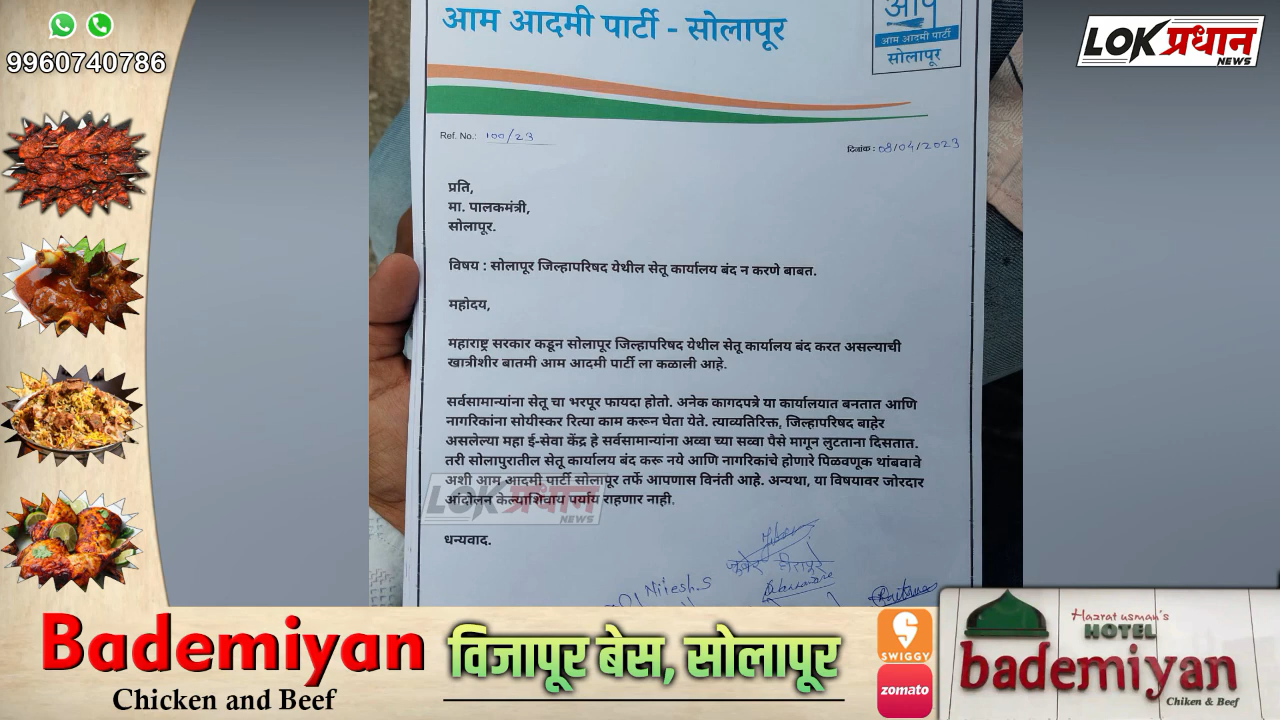 9960740786
LOK प्रधान
NEWS
आम आदमी पार्टी - सोलापूर
आप
आम आदमी पार्टी
सोलापूर
Ref. No.: 100/23
दिनांक : 08/04/2023
प्रति,
मा. पालकमंत्री,
सोलापूर.
विषय : सोलापूर जिल्हापरिषद येथील सेतू कार्यालय बंद न करणे बाबत.
महोदय,
महाराष्ट्र सरकार कडून सोलापूर जिल्हापरिषद येथील सेतू कार्यालय बंद करत असल्याची
खात्रीशीर बातमी आम आदमी पार्टी ला कळाली आहे.
सर्वसामान्यांना सेतू चा भरपूर फायदा होतो. अनेक कागदपत्रे या कार्यालयात बनतात आणि
नागरिकांना सोयीस्कर रित्या काम करून घेता येते. त्याव्यतिरिक्त, जिल्हापरिषद बाहेर
असलेल्या महा ई-सेवा केंद्र हे सर्वसामान्यांना अव्वा च्या सव्वा पैसे मागून लुटताना दिसतात.
तरी सोलापुरातील सेतू कार्यालय बंद करू नये आणि नागरिकांचे होणारे पिळवणूक थांबवावे
अशी आम आदमी पार्टी सोलापूर तर्फे आपणास विनंती आहे. अन्यथा, या विषयावर जोरदार
आंदोलन केल्याशिवाय पर्याय राहणार नाही.
LOK प्रधान
NEWS
धन्यवाद.
Nitesh.S
Bademiyan
Chicken and Beef
विजापूर बेस, सोलापूर
SWIGGY
zomato
Hazrat usman's
HOTEL
bademiyan
Chiken & Beef